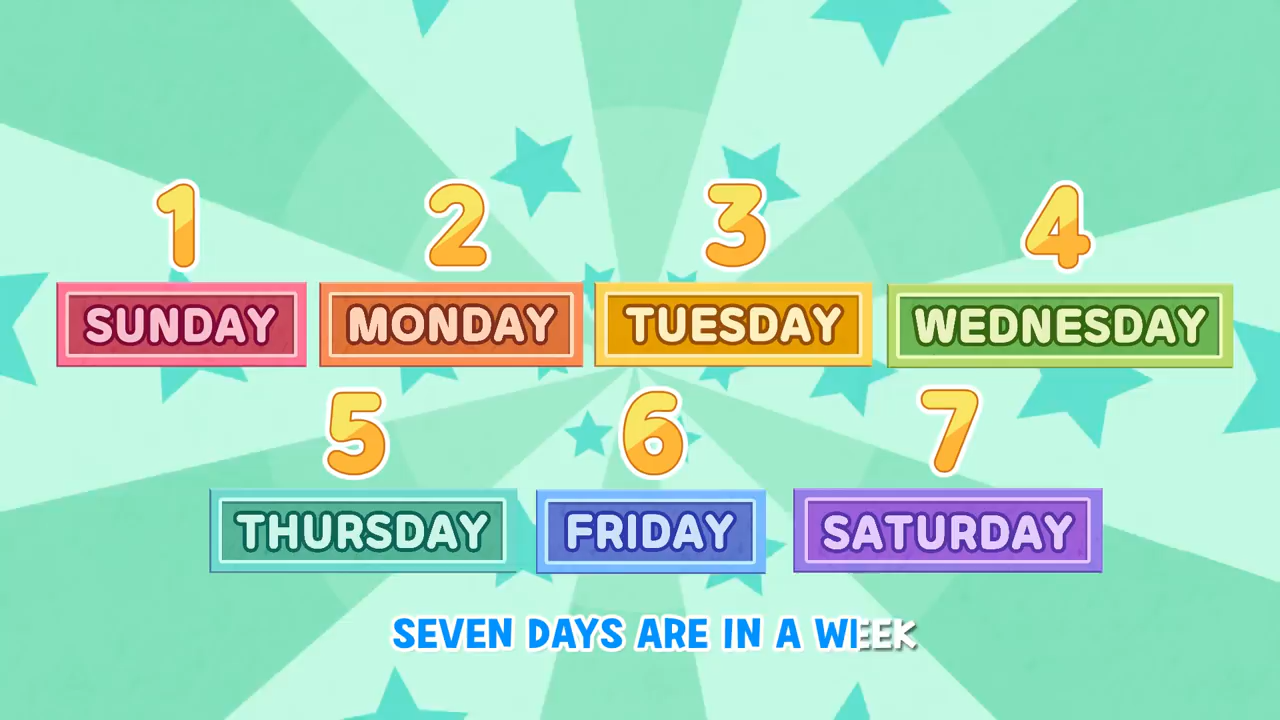 1 2 3 4
SUNDAY MONDAY TUESDAY WEDNESDAY
5 6 7
THURSDAY FRIDAY SATURDAY
SEVEN DAYS ARE IN A WEEK